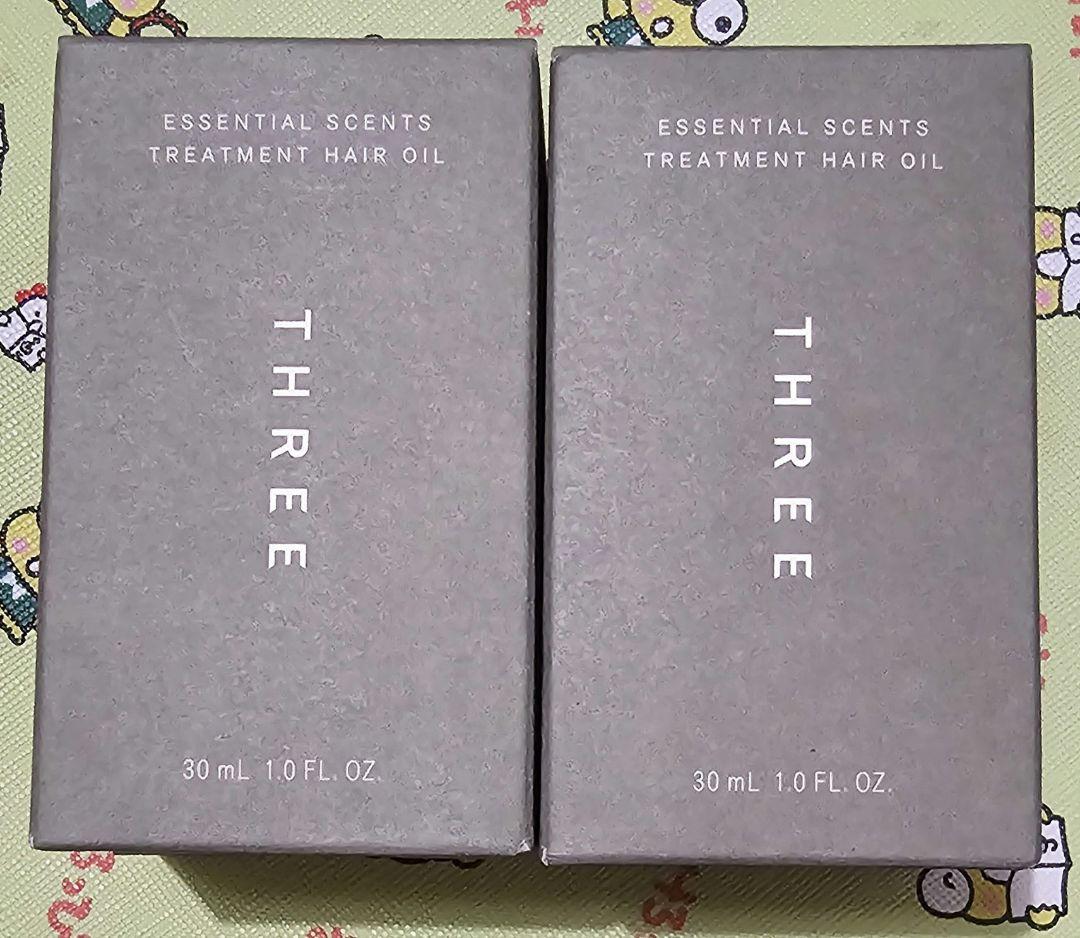 ESSENTIAL SCENTS
TREATMENT HAIR OIL
THREE
30 mL 1.0 FL. OZ.
ESSENTIAL SCENTS
TREATMENT HAIR OIL
THREE
30 mL 1.0 FL. OZ.